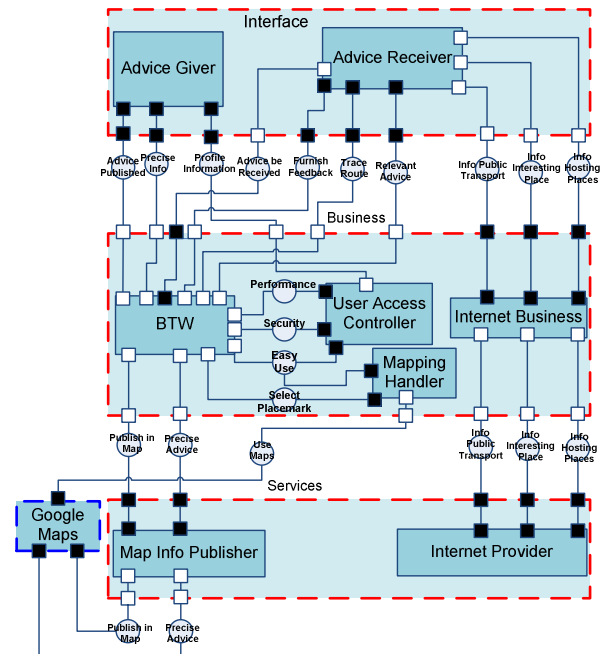 Interface
Advice Giver
Advice Receiver
Advice
Published
Precise
Info
Profile
Information
Advice be
Received
Furnish
Feedback
Trace
Route
Relevant
Advice
Info Public
Transport
Info
Interesting
Place
Info
Hosting
Places
Business
Performance
BTW
Security
User Access
Controller
Internet Business
Easy
Use
Mapping
Handler
Select
Placemark
Publish in
Map
Precise
Advice
Use
Maps
Info
Public
Transport
Info
Interesting
Place
Info
Hosting
Places
Services
Google
Maps
Map Info Publisher
Internet Provider
Publish in
Map
Precise
Advice